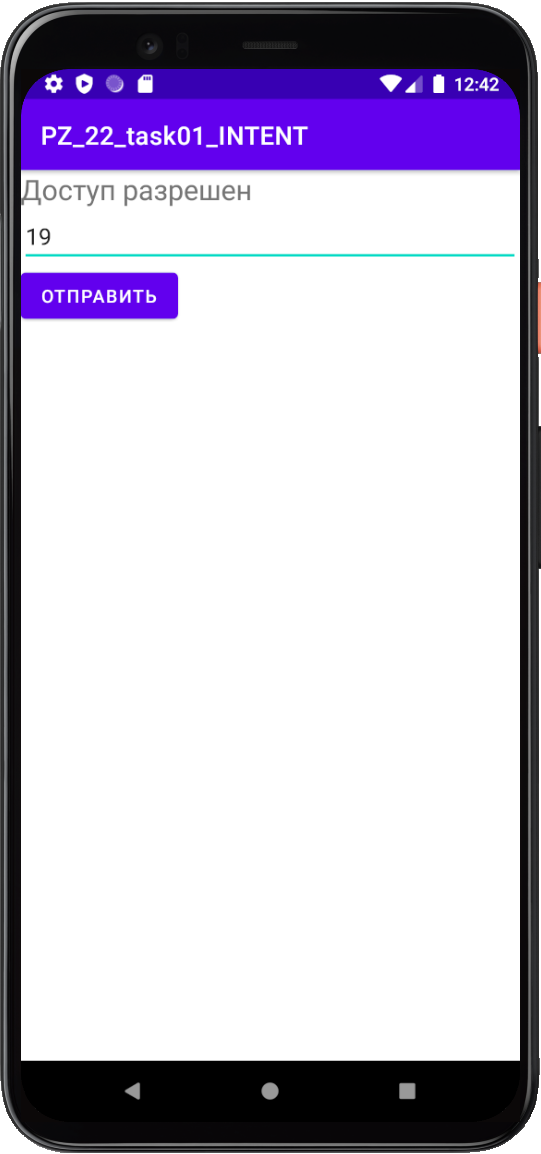 12:42
PZ_22_task01_INTENT
Доступ разрешен
19
ОТПРАВИТЬ